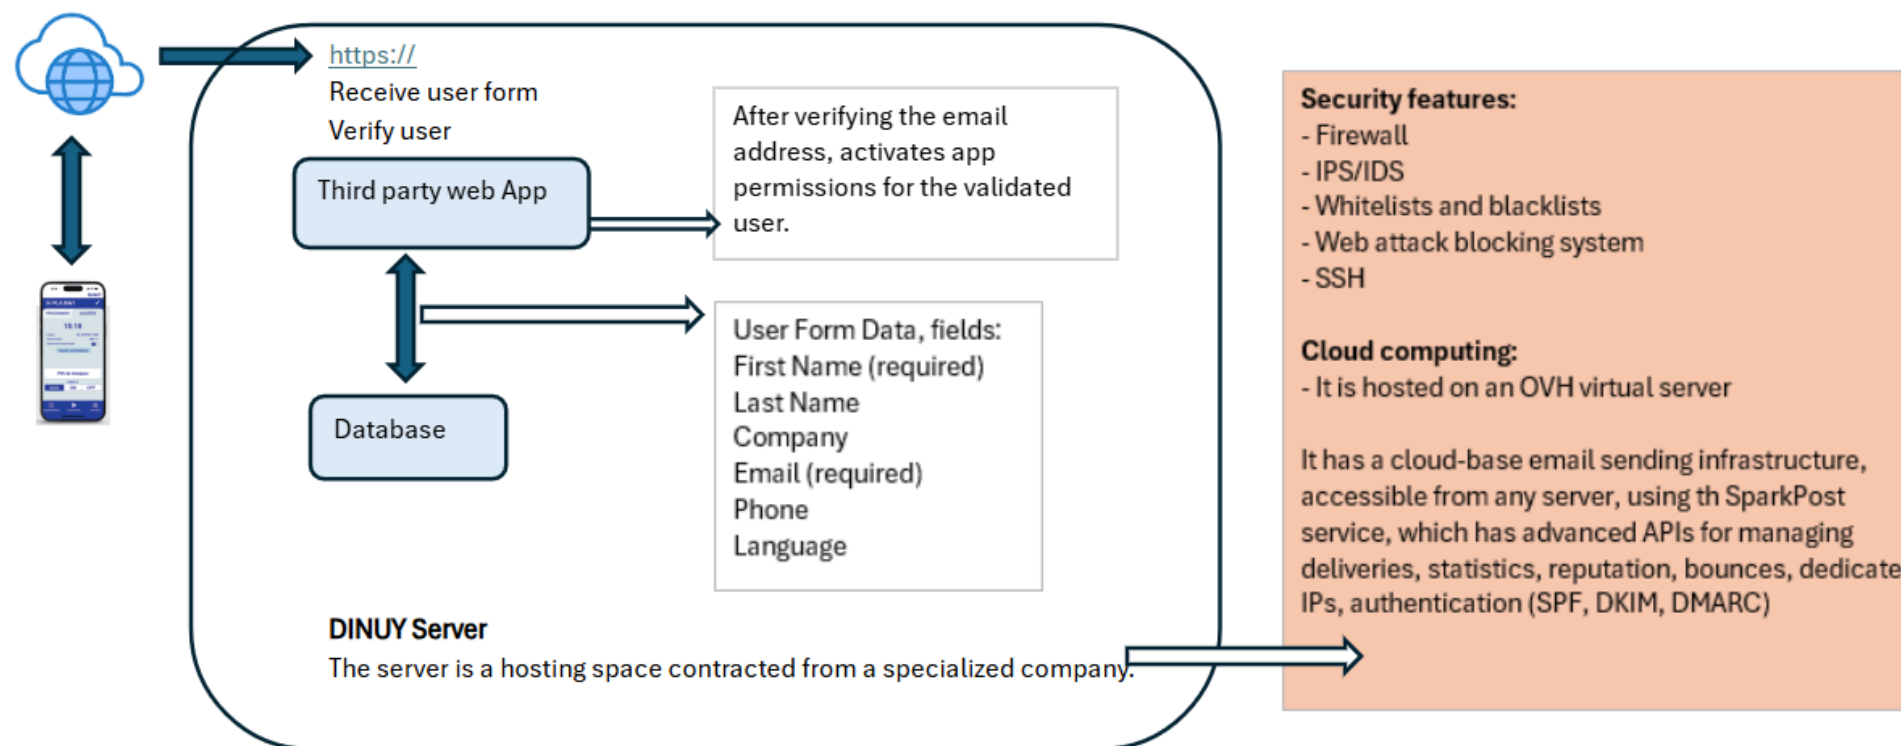 https://
Receive user form
Verify user
Third party web App
After verifying the email
address, activates app
permissions for the validated
user.
User Form Data, fields:
First Name (required)
Last Name
Company
Email (required)
Phone
Language
Database
DINUY Server
The server is a hosting space contracted from a specialized company.
Security features:
- Firewall
- IPS/IDS
- Whitelists and blacklists
- Web attack blocking system
- SSH
Cloud computing:
- It is hosted on an OVH virtual server
It has a cloud-base email sending infrastructure,
accessible from any server, using th SparkPost
service, which has advanced APIs for managing
deliveries, statistics, reputation, bounces, dedicate
IPs, authentication (SPF, DKIM, DMARC)
18:18